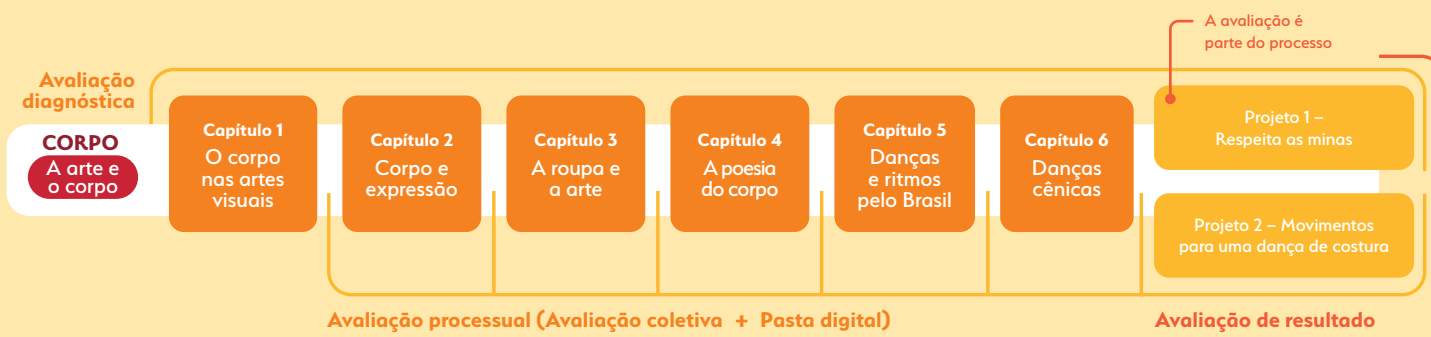 A avaliação é
parte do processo
Avaliação
diagnóstica
CORPO
A arte e
o corpo
Capítulo 1
O corpo
nas artes
visuais
Capítulo 2
Corpo e
expressão
Capítulo 3
A roupa e
a arte
Capítulo 4
A poesia
do corpo
Capítulo 5
Danças
e ritmos
pelo Brasil
Capítulo 6
Danças
cênicas
Projeto 1 –
Respeita as minas
Projeto 2 – Movimentos
para uma dança de costura
Avaliação processual (Avaliação coletiva + Pasta digital)
Avaliação de resultado